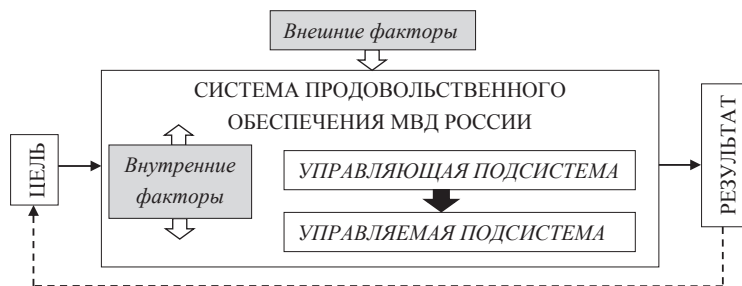 Внешние факторы
СИСТЕМА ПРОДОВОЛЬСТВЕННОГО
ОБЕСПЕЧЕНИЯ МВД РОССИИ
ЦЕЛЬ
Внутренние
факторы
УПРАВЛЯЮЩАЯ ПОДСИСТЕМА
УПРАВЛЯЕМАЯ ПОДСИСТЕМА
РЕЗУЛЬТАТ